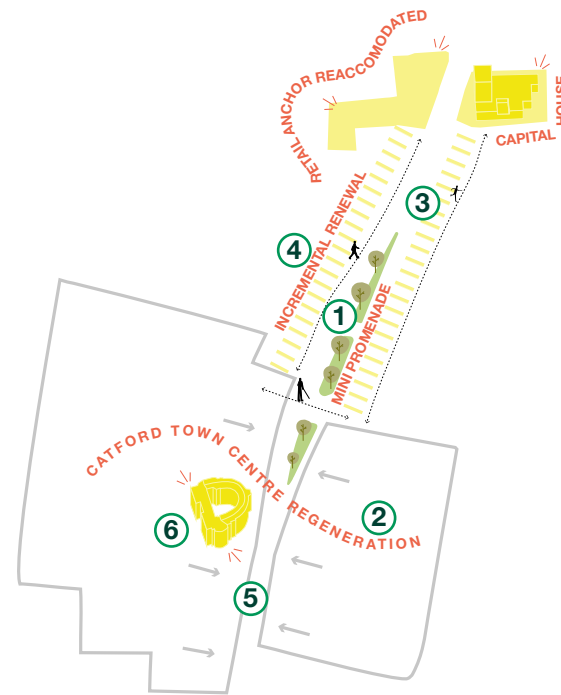 RETAIL ANCHOR REACCOMODATED
CAPITAL HOUSE
3
INCREMENTAL RENEWAL
4
1
MINI PROMENADE
CATFORD TOWN CENTRE REGENERATION
2
6
5